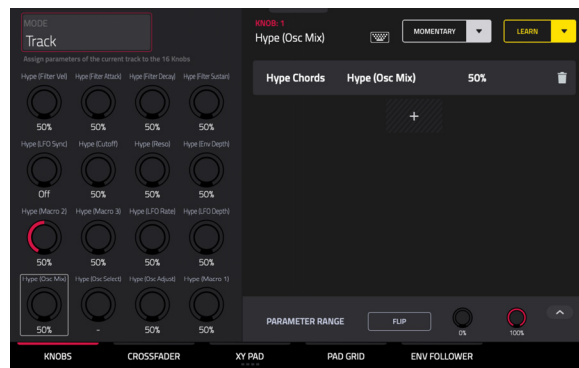 MODE
Track
Assign parameters of the current track to the 16 Knobs
Hype (Filter Vel) Hype (Filter Attack) Hype (Filter Decay) Hype (Filter Sustain)
50% 50% 50% 50%
Hype (LFO Sync) Hype (Cutoff) Hype (Reso) Hype (Env Depth)
Off 50% 50% 50%
Hype (Macro 2) Hype (Macro 3) Hype (LFO Rate) Hype (LFO Depth)
50% 50% 50% 50%
Hype (Osc Mix) Hype (Osc Select) Hype (Osc Adjust) Hype (Macro 1)
50% - 50% 50%
KNOB: 1
Hype (Osc Mix)
MOMENTARY
LEARN
Hype Chords Hype (Osc Mix) 50%
+
PARAMETER RANGE FLIP 0% 100%
KNOBS CROSSFADER XY PAD PAD GRID ENV FOLLOWER